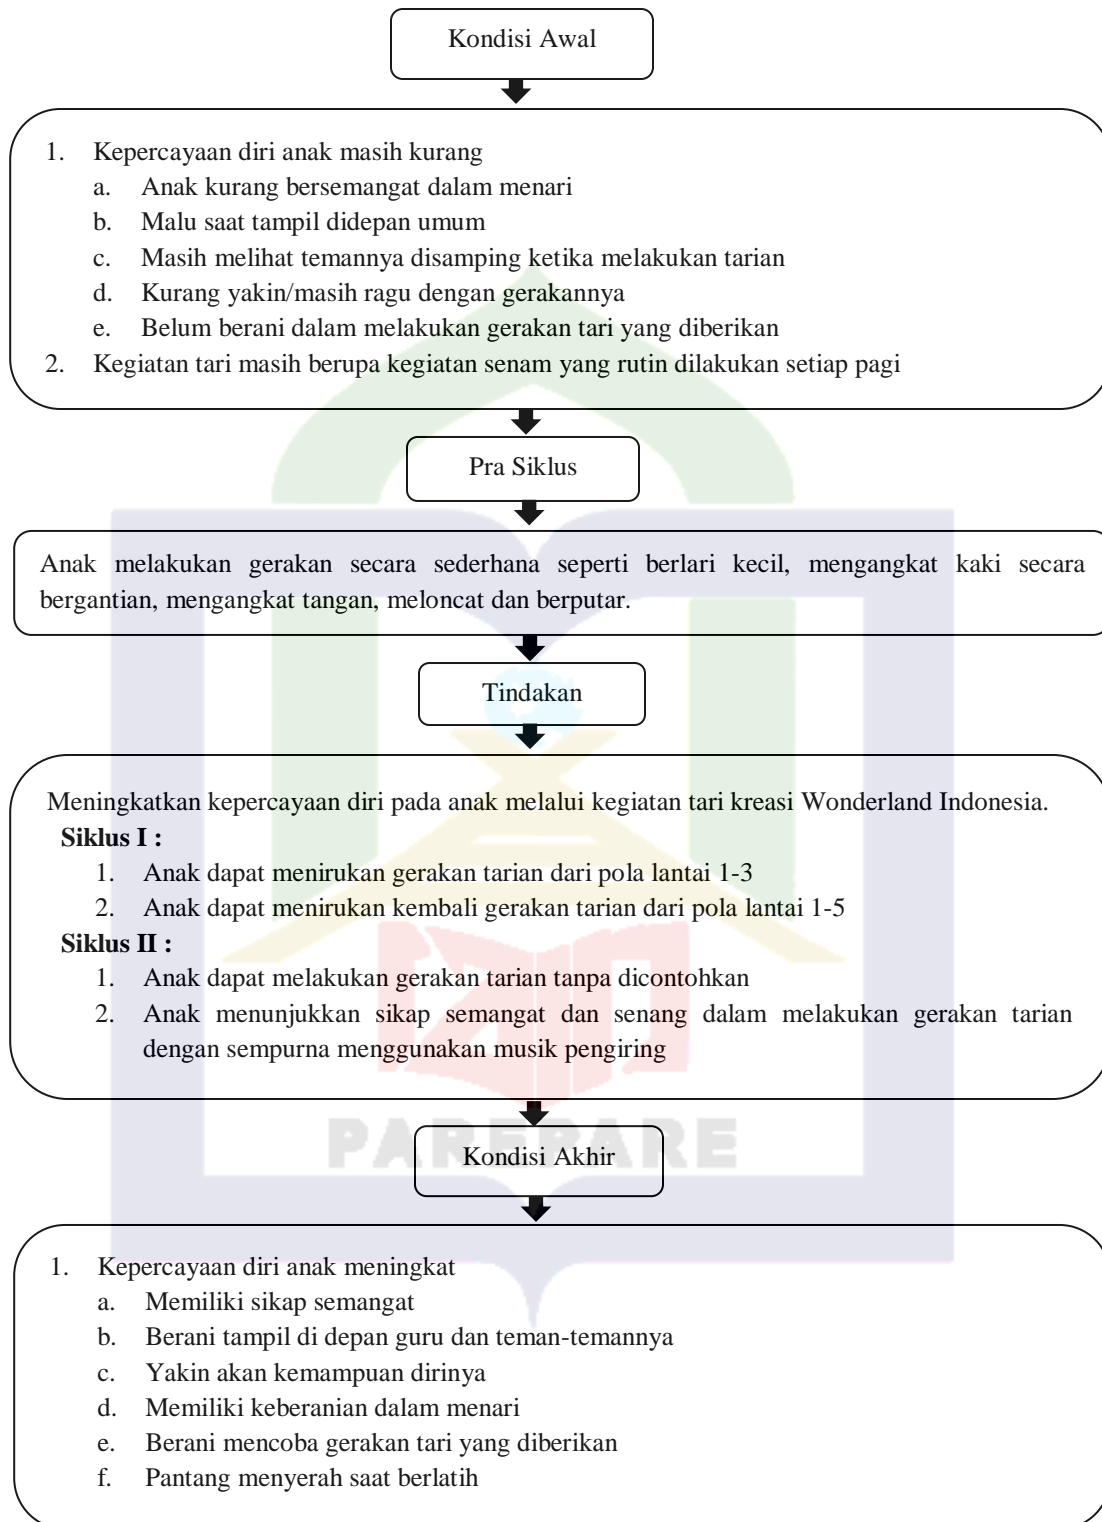 Kondisi Awal
1. Kepercayaan diri anak masih kurang
a. Anak kurang bersemangat dalam menari
b. Malu saat tampil didepan umum
c. Masih melihat temannya disamping ketika melakukan tarian
d. Kurang yakin/masih ragu dengan gerakannya
e. Belum berani dalam melakukan gerakan tari yang diberikan
2. Kegiatan tari masih berupa kegiatan senam yang rutin dilakukan setiap pagi
Pra Siklus
Anak melakukan gerakan secara sederhana seperti berlari kecil, mengangkat kaki secara
bergantian, mengangkat tangan, meloncat dan berputar.
Tindakan
Meningkatkan kepercayaan diri pada anak melalui kegiatan tari kreasi Wonderland Indonesia.
Siklus I :
1. Anak dapat menirukan gerakan tarian dari pola lantai 1-3
2. Anak dapat menirukan kembali gerakan tarian dari pola lantai 1-5
Siklus II :
1. Anak dapat melakukan gerakan tarian tanpa dicontohkan
2. Anak menunjukkan sikap semangat dan senang dalam melakukan gerakan tarian
dengan sempurna menggunakan musik pengiring
PAREPARE
Kondisi Akhir
1. Kepercayaan diri anak meningkat
a. Memiliki sikap semangat
b. Berani tampil di depan guru dan teman-temannya
c. Yakin akan kemampuan dirinya
d. Memiliki keberanian dalam menari
e. Berani mencoba gerakan tari yang diberikan
f. Pantang menyerah saat berlatih